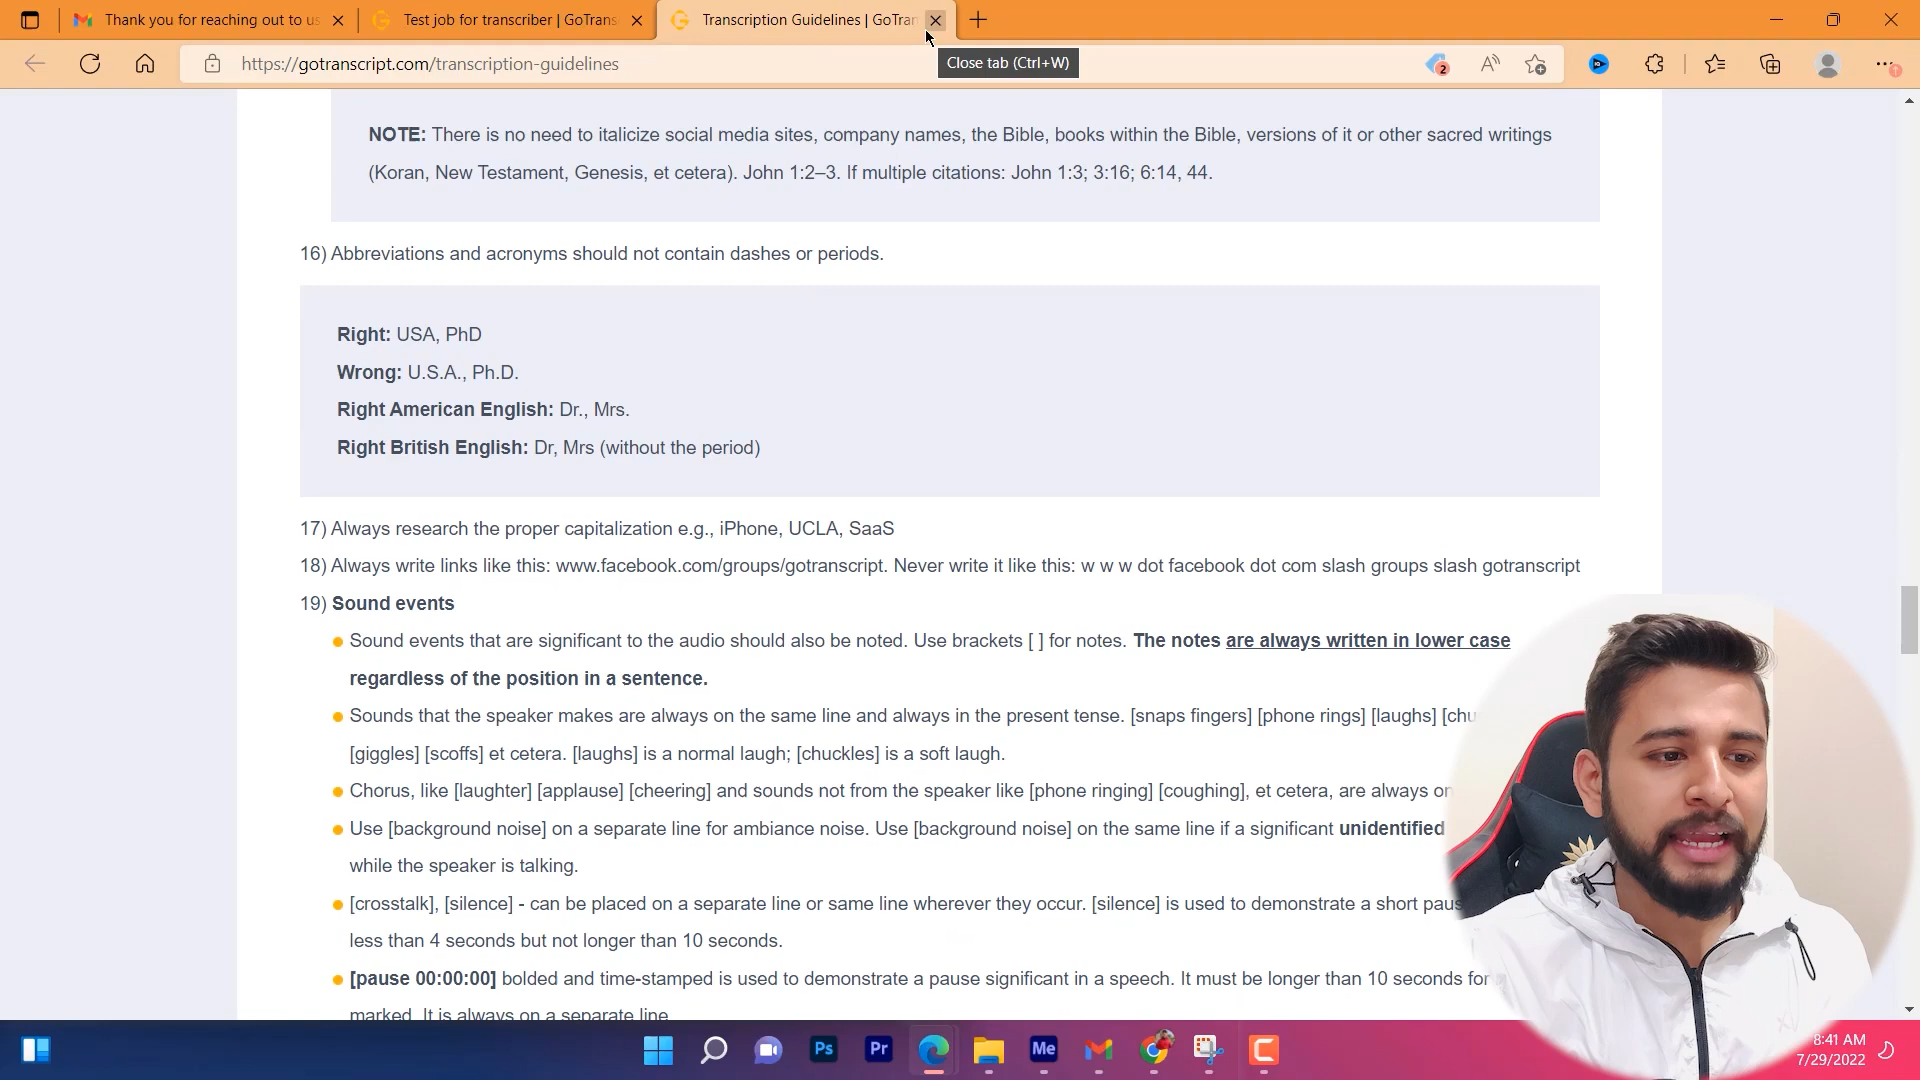 Thank you for reaching out to us
Test job for transcriber | GoTrans
Transcription Guidelines | GoTran
https://gotranscript.com/transcription-guidelines
Close tab (Ctrl+W)
2
NOTE: There is no need to italicize social media sites, company names, the Bible, books within the Bible, versions of it or other sacred writings
(Koran, New Testament, Genesis, et cetera). John 1:2–3. If multiple citations: John 1:3; 3:16; 6:14, 44.
16) Abbreviations and acronyms should not contain dashes or periods.
Right: USA, PhD
Wrong: U.S.A., Ph.D.
Right American English: Dr., Mrs.
Right British English: Dr, Mrs (without the period)
17) Always research the proper capitalization e.g., iPhone, UCLA, SaaS
18) Always write links like this: www.facebook.com/groups/gotranscript. Never write it like this: w w w dot facebook dot com slash groups slash gotranscript
19) Sound events
Sound events that are significant to the audio should also be noted. Use brackets [ ] for notes. The notes are always written in lower case
regardless of the position in a sentence.
Sounds that the speaker makes are always on the same line and always in the present tense. [snaps fingers] [phone rings] [laughs] [chu
[giggles] [scoffs] et cetera. [laughs] is a normal laugh; [chuckles] is a soft laugh.
Chorus, like [laughter] [applause] [cheering] and sounds not from the speaker like [phone ringing] [coughing], et cetera, are always on
Use [background noise] on a separate line for ambiance noise. Use [background noise] on the same line if a significant unidentified
while the speaker is talking.
[crosstalk], [silence] - can be placed on a separate line or same line wherever they occur. [silence] is used to demonstrate a short paus
less than 4 seconds but not longer than 10 seconds.
[pause 00:00:00] bolded and time-stamped is used to demonstrate a pause significant in a speech. It must be longer than 10 seconds for
marked. It is always on a separate line
Ps
Pr
Me
8:41 AM
7/29/2022